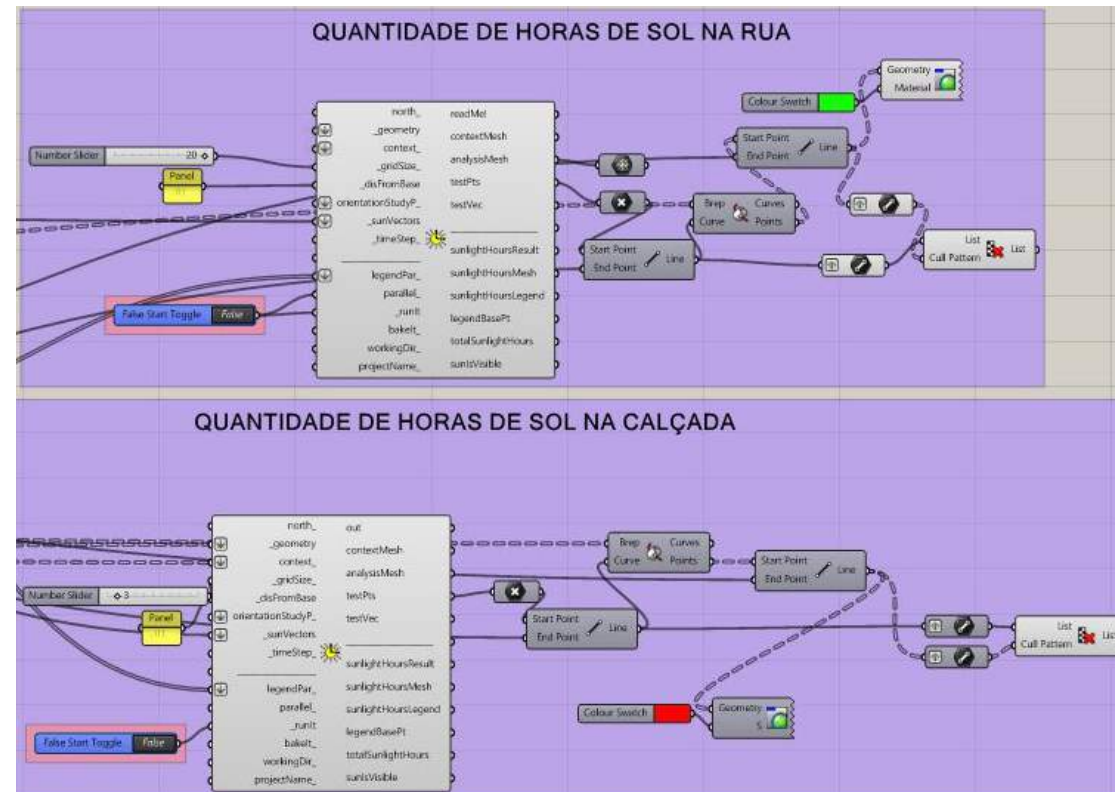 QUANTIDADE DE HORAS DE SOL NA RUA
Geometry
Material
Colour Swatch
north_
readMe!
Start Point
End Point
Line
_geometry
contextMesh
context_
analysisMesh
Number Slider
20
_gridSize_
Panel
_disFromBase
testPts
orientationStudyP_
testVec
Brep
Curve
Curves
Points
_sunVectors
_timeStep_
sunlightHoursResult
Start Point
End Point
Line
List
Cull Pattern
List
legendPar_
sunlightHoursMesh
parallel_
sunlightHoursLegend
False Start Toggle
False
_runIt
legendBasePt
bakeIt_
totalSunlightHours
workingDir_
projectName_
sunIsVisible
QUANTIDADE DE HORAS DE SOL NA CALÇADA
north_
out
_geometry
contextMesh
Brep
Curve
Curves
Points
context_
analysisMesh
Start Point
End Point
Line
_gridSize_
Number Slider
3
_disFromBase
testPts
Panel
orientationStudyP_
testVec
Start Point
End Point
Line
_sunVectors
_timeStep_
sunlightHoursResult
List
Cull Pattern
legendPar_
sunlightHoursMesh
parallel_
sunlightHoursLegend
Colour Swatch
Geometry
S
_runIt
legendBasePt
False Start Toggle
False
bakeIt_
totalSunlightHours
workingDir_
projectName_
sunIsVisible